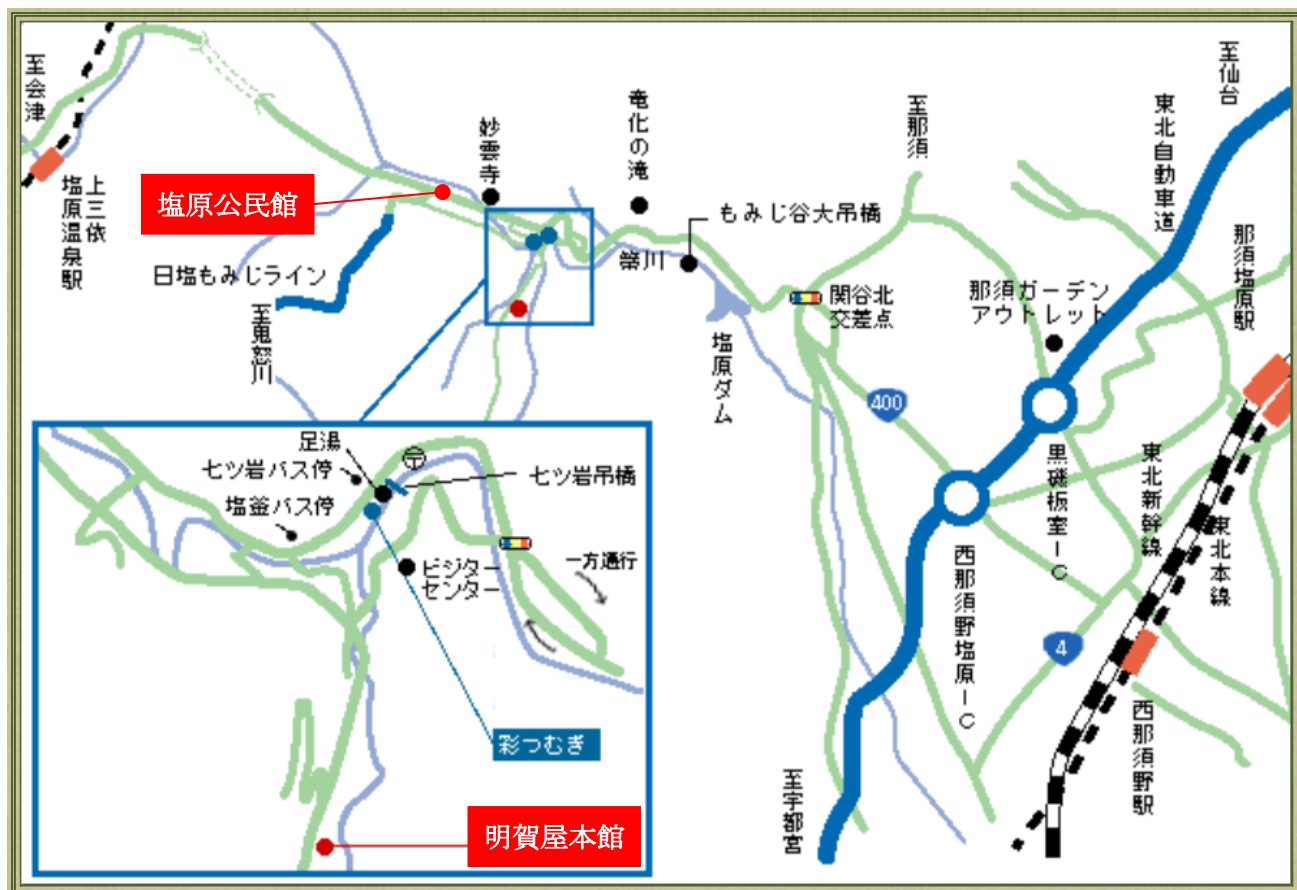 至会津
上三依
塩原温泉駅
塩原公民館
妙雲寺
竜化の滝
もみじ谷大吊橋
至那須
東北自動車道
至仙台
那須塩原駅
日塩もみじライン
至鬼怒川
箒川
塩原ダム
関谷北
交差点
那須ガーデン
アウトレット
400
黒磯板室IC
東北新幹線
東北本線
西那須野塩原IC
4
西那須野駅
至宇都宮
足湯
七ツ岩バス停
塩釜バス停
〒
七ツ岩吊橋
ビジター
センター
一方通行
彩つむぎ
明賀屋本館